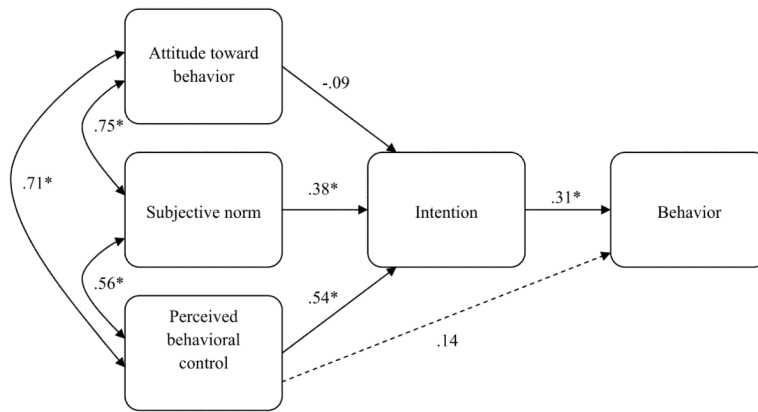 Attitude toward
behavior
-.09
.75*
.71*
Subjective norm
.38*
Intention
.31*
Behavior
.56*
Perceived
behavioral
control
.54*
.14